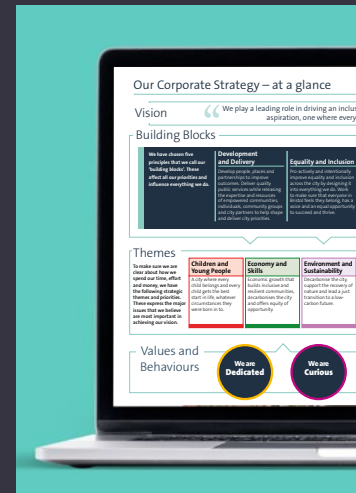 Our Corporate Strategy – at a glance
Vision
We play a leading role in driving an inclus
aspiration, one where every
Building Blocks
We have chosen five
principles that we call our
'building blocks'. These
affect all our priorities and
influence everything we do.
Development
and Delivery
Develop people, places and
partnerships to improve
outcomes. Deliver quality
public services while retaining
the expertise and resources
of empowered communities,
individuals, community groups
and city partners to help shape
and deliver city priorities.
Equality and Inclusion
Pro-actively and intentionally
improve equality and inclusion
across the city by designing it
into everything we do. Work
to make sure that everyone in
Bristol feels they belong, has a
voice and an equal opportunity
to succeed and thrive.
Themes
To make sure we are
clear about how we
spend our time, effort
and money, we have
the following strategic
themes and priorities.
These express the major
issues that we believe
are most important in
achieving our vision.
Children and
Young People
A city where every
child belongs and every
child gets the best
start in life, whatever
circumstances they
were born in to.
Economy and
Skills
Economic growth that
builds inclusive and
resilient communities,
decarbonises the city
and offers equity of
opportunity.
Environment and
Sustainability
Decarbonise the city,
support the recovery of
nature and lead a just
transition to a low-
carbon future.
Values and
Behaviours
We are
Dedicated
We are
Curious